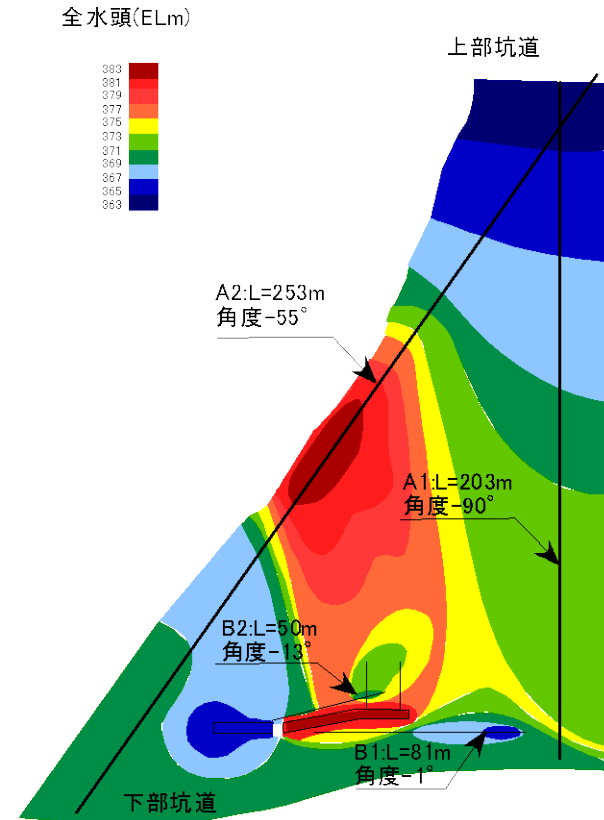 全水頭(ELm)
上部坑道
383
381
379
377
375
373
371
369
367
365
363
A2:L=253m
角度-55°
A1:L=203m
角度-90°
B2:L=50m
角度-13°
B1:L=81m
角度-1°
下部坑道